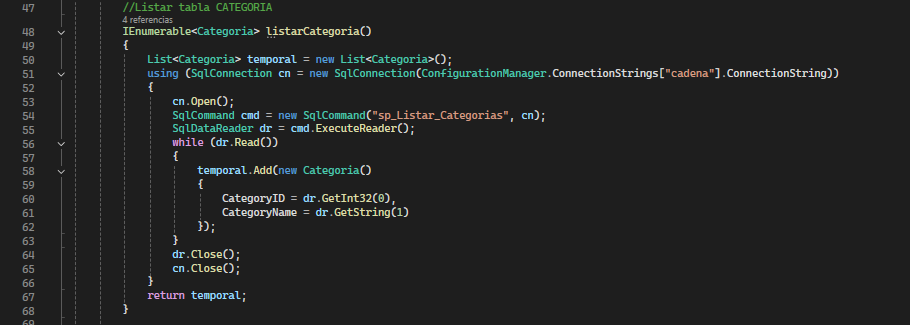 47 //Listar tabla CATEGORIA
4 referencias
48 IEnumerable<Categoria> listarCategoria()
49 {
50 List<Categoria> temporal = new List<Categoria>();
51 using (SqlConnection cn = new SqlConnection(ConfigurationManager.ConnectionStrings["cadena"].ConnectionString))
52 {
53 cn.Open();
54 SqlCommand cmd = new SqlCommand("sp_Listar_Categorias", cn);
55 SqlDataReader dr = cmd.ExecuteReader();
56 while (dr.Read())
57 {
58 temporal.Add(new Categoria()
59 {
60 CategoryID = dr.GetInt32(0),
61 CategoryName = dr.GetString(1)
62 });
63 }
64 dr.Close();
65 cn.Close();
66 }
67 return temporal;
68 }
69